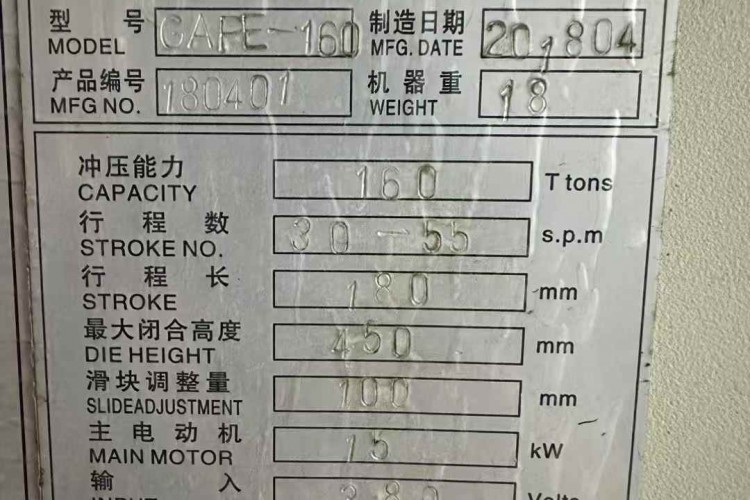 型 号 CAPE-160 制造日期 201804
MODEL MFG. DATE
产品编号 180401 机器重 18
MFG NO. WEIGHT
冲压能力 160 T tons
CAPACITY
行程数 30-55 s.p.m
STROKE NO.
行程长 180 mm
STROKE
最大闭合高度 450 mm
DIE HEIGHT
滑块调整量 100 mm
SLIDEADJUSTMENT
主电动机 15 kW
MAIN MOTOR
输入 380 Volts
INPUT